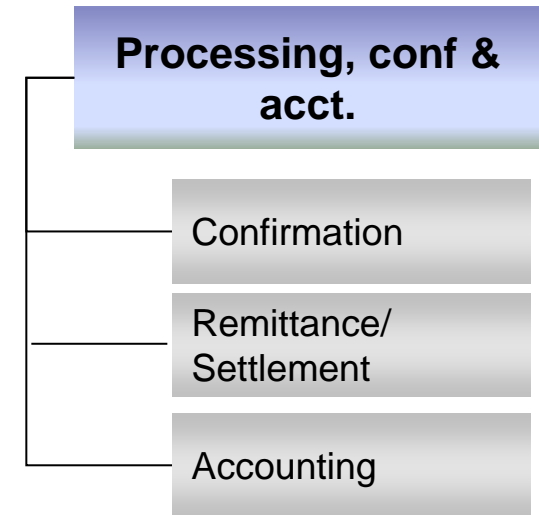 Processing, conf &
acct.
Confirmation
Remittance/
Settlement
Accounting